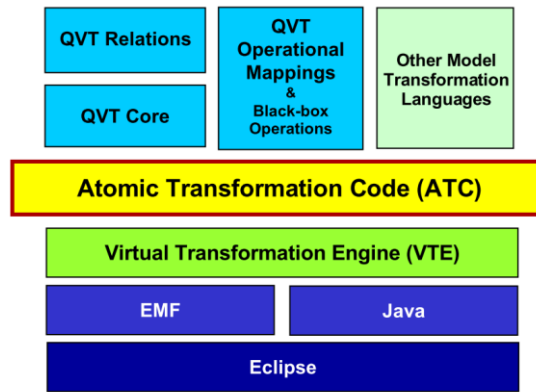 QVT Relations
QVT Core
QVT
Operational
Mappings
&
Black-box
Operations
Other Model
Transformation
Languages
Atomic Transformation Code (ATC)
Virtual Transformation Engine (VTE)
EMF
Java
Eclipse